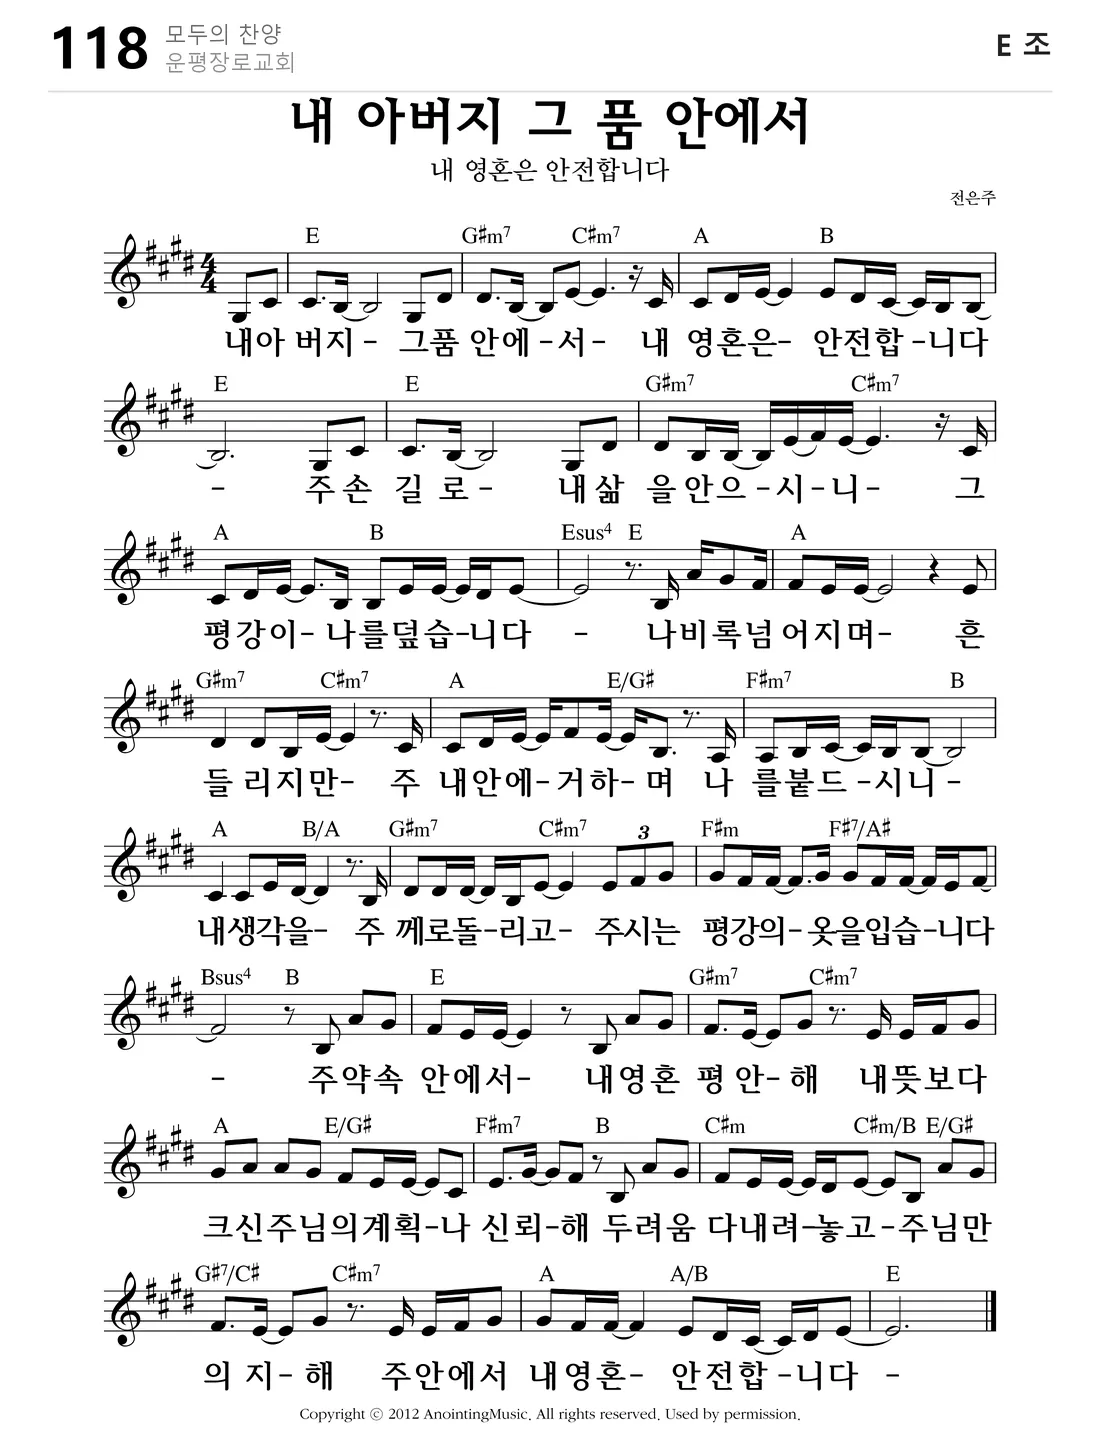 118
모두의 찬양
운평장로교회
E 조
내 아버지 그 품 안에서
내 영혼은 안전합니다
전은주
E G♯m7 C♯m7 A B
내아 버지 - 그품 안에 -서- 내 영혼은- 안전합 -니다
E E G♯m7 C♯m7
- 주 손 길 로 - 내 삶 을 안으 -시-니- 그
A B Esus4 E A
평강이- 나를덮습-니다 - 나비록넘어지며- 흔
G♯m7 C♯m7 A E/G♯ F♯m7 B
들 리지만- 주 내안에-거하-며 나 를붙드 -시니 -
A B/A G♯m7 C♯m7 3 F♯m F♯7/A♯
내생각을- 주 께로돌-리고- 주시는 평강의- 옷을입습-니다
Bsus4 B E G♯m7 C♯m7
- 주약속 안에서- 내영혼 평 안- 해 내뜻보다
A E/G♯ F♯m7 B C♯m C♯m/B E/G♯
크신주님의계획-나 신뢰-해 두려움 다내려-놓고-주님만
G♯7/C♯ C♯m7 A A/B E
의 지- 해 주안에서 내영혼- 안전합 -니다 -
Copyright ⓒ 2012 AnointingMusic. All rights reserved. Used by permission.